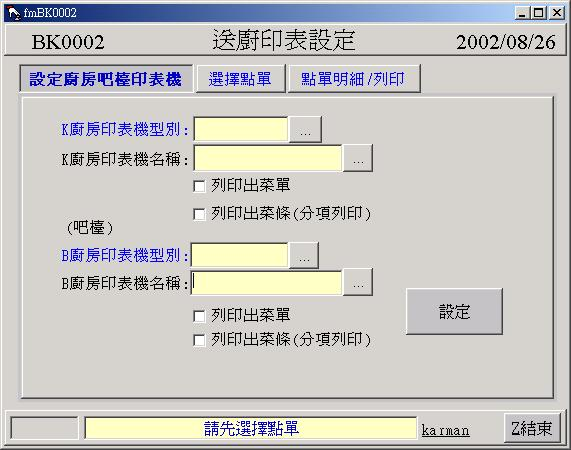 fmBK0002
BK0002 送廚印表設定 2002/08/26
設定廚房吧檯印表機 選擇點單 點單明細/列印
K廚房印表機型別: ...
K廚房印表機名稱: ...
列印出菜單
列印出菜條(分項列印)
(吧檯)
B廚房印表機型別: ...
B廚房印表機名稱: ...
列印出菜單
設定
列印出菜條(分項列印)
請先選擇點單 karman Z結束